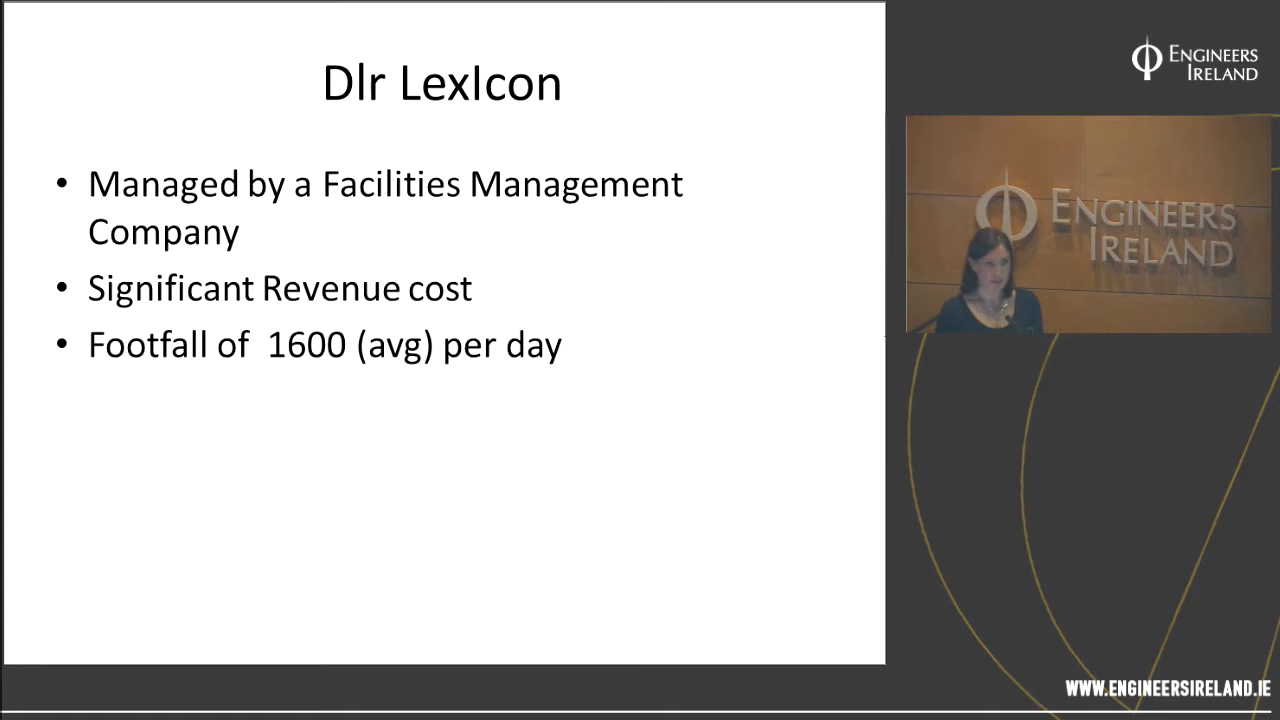 Dlr LexIcon
• Managed by a Facilities Management
Company
• Significant Revenue cost
• Footfall of 1600 (avg) per day
ENGINEERS
IRELAND
ENGINEERS
IRELAND
WWW.ENGINEERSIRELAND.IE